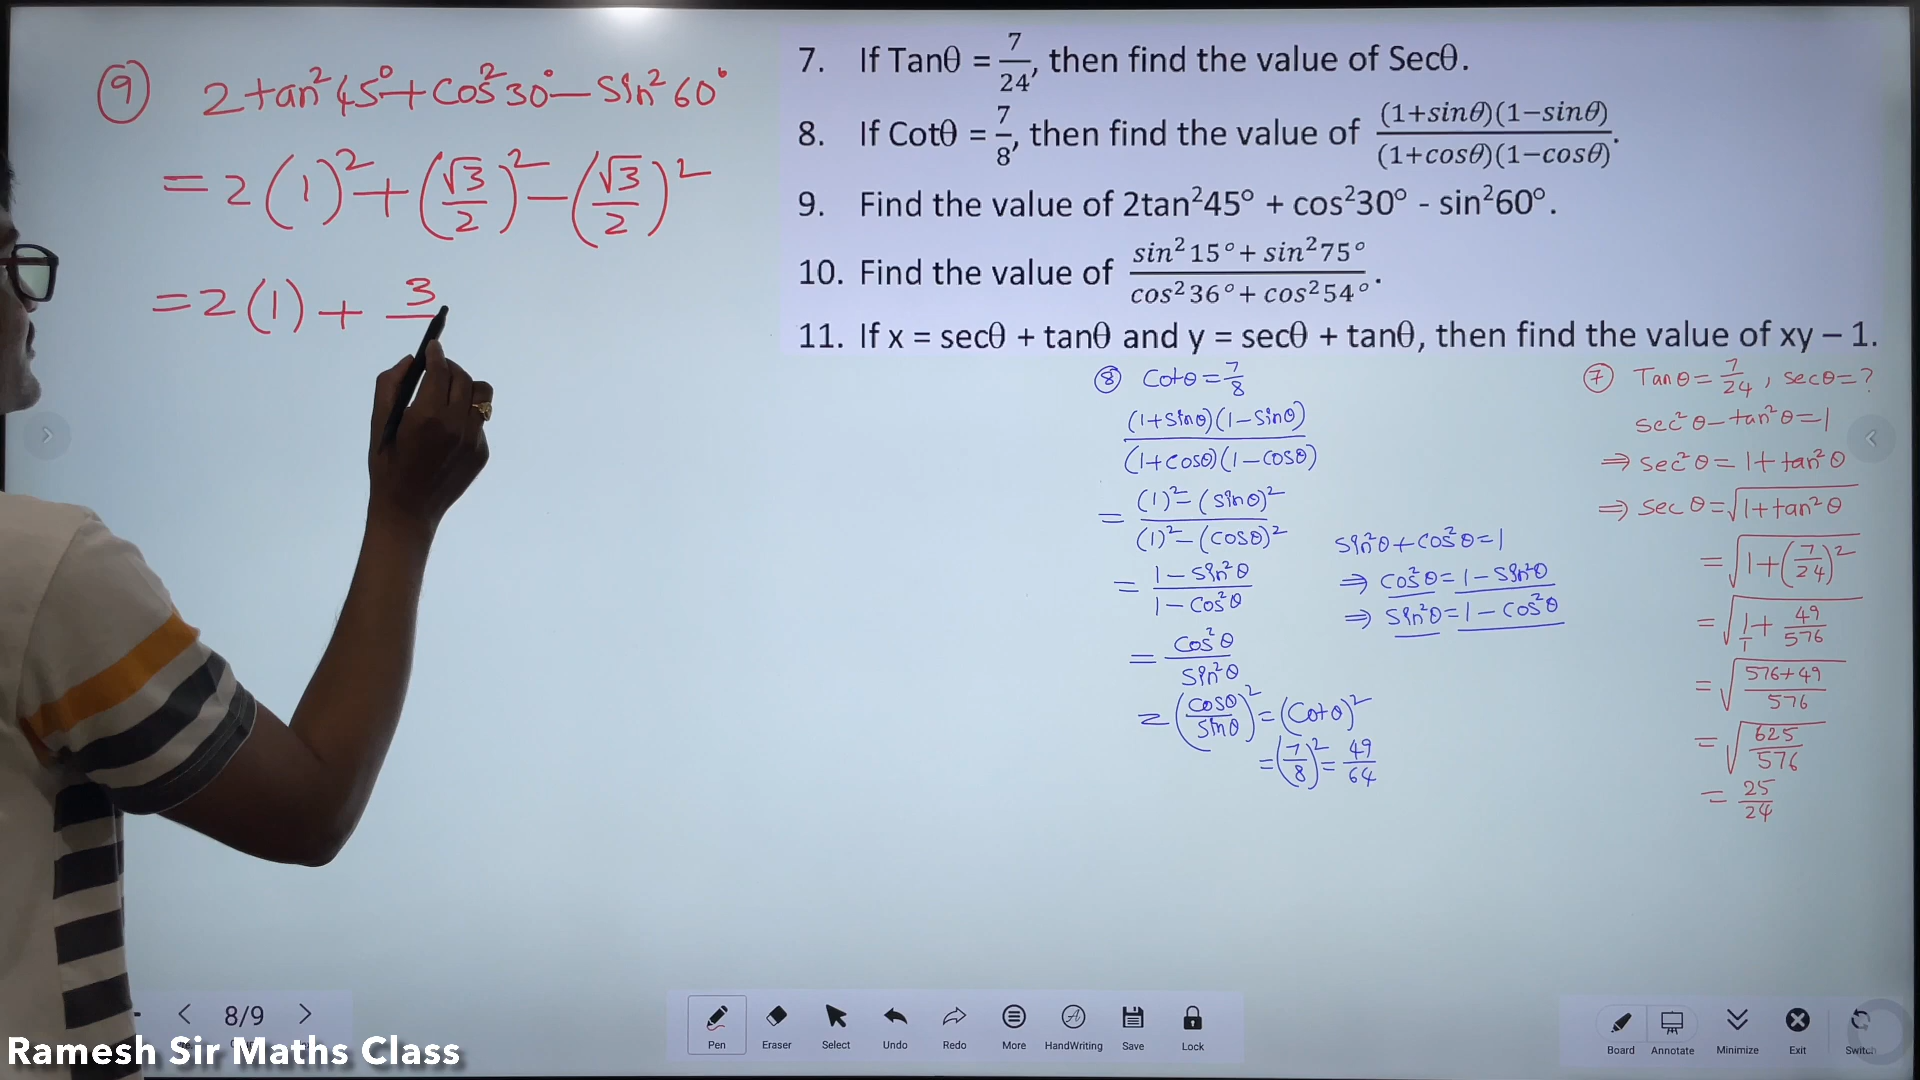 ⑨ 2tan²45°+Cos²30°−Sin²60°
=2(1)²+(√3/2)²−(√3/2)²
=2(1)+3
7. If Tanθ = 7/24, then find the value of Secθ.
8. If Cotθ = 7/8, then find the value of (1+sinθ)(1−sinθ)/(1+cosθ)(1−cosθ).
9. Find the value of 2tan²45° + cos²30° - sin²60°.
10. Find the value of sin²15°+ sin²75°/cos²36°+ cos²54°.
11. If x = secθ + tanθ and y = secθ + tanθ, then find the value of xy – 1.
⑧ Cotθ=7/8
(1+Sinθ)(1−Sinθ)/(1+Cosθ)(1−Cosθ)
= (1)²−(Sinθ)²/(1)²−(Cosθ)²
= 1−Sin²θ/1−Cos²θ
= Cos²θ/Sin²θ
= (Cosθ/Sinθ)² = (Cotθ)²
= (7/8)² = 49/64
Sin²θ+Cos²θ=1
⇒ Cos²θ=1−Sin²θ
⇒ Sin²θ=1−Cos²θ
⑦ Tanθ=7/24, secθ=?
Sec²θ−tan²θ=1
⇒ Sec²θ=1+tan²θ
⇒ Secθ=√1+tan²θ
=√1+(7/24)²
=√1/1+49/576
=√576+49/576
=√625/576
=25/24
8/9
Pen Eraser Select Undo Redo More HandWriting Save Lock
Board Annotate Minimize Exit Switch
Ramesh Sir Maths Class